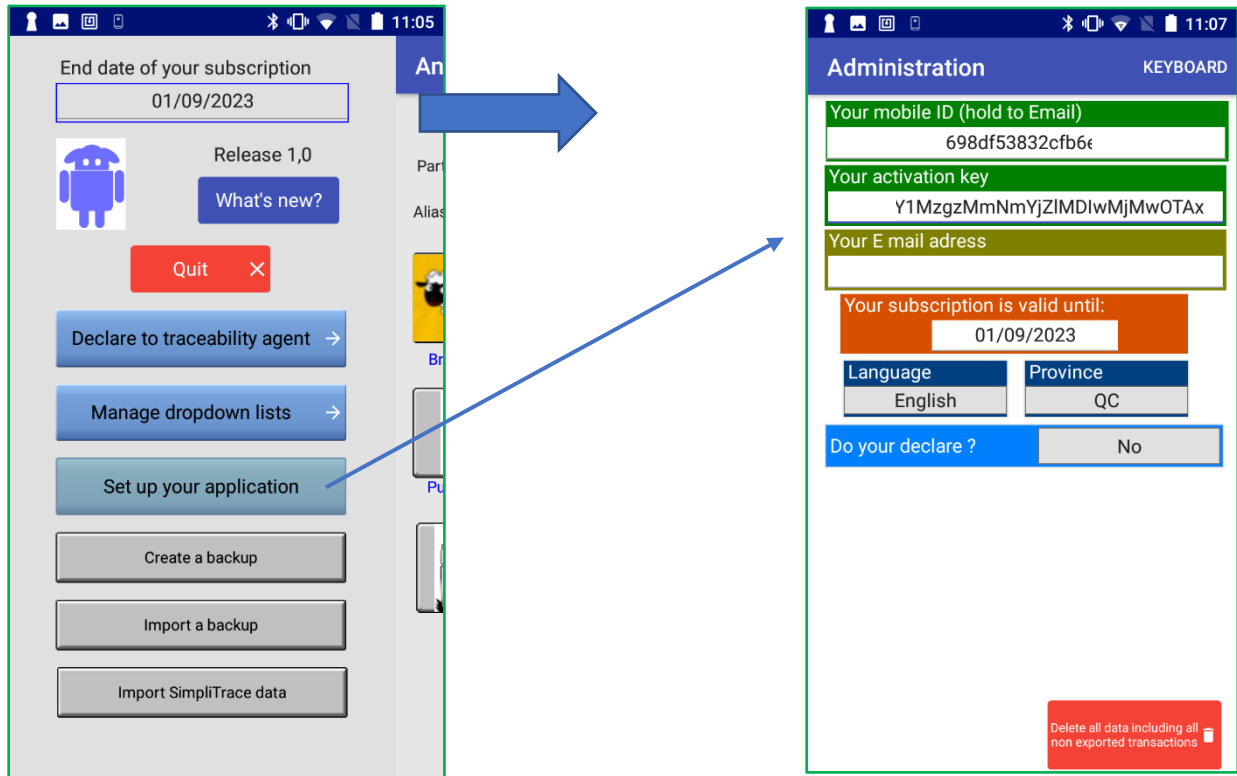 11:05
End date of your subscription
01/09/2023
Release 1,0
What's new?
Quit
Declare to traceability agent
Manage dropdown lists
Set up your application
Create a backup
Import a backup
Import SimpliTrace data
An
Part
Alias
Br
Pu
11:07
Administration KEYBOARD
Your mobile ID (hold to Email)
698df53832cfb6
Your activation key
Y1MzgzMmNmYjZlMDIwMjMwOTAx
Your E mail adress
Your subscription is valid until:
01/09/2023
Language Province
English QC
Do your declare ? No
Delete all data including all
non exported transactions